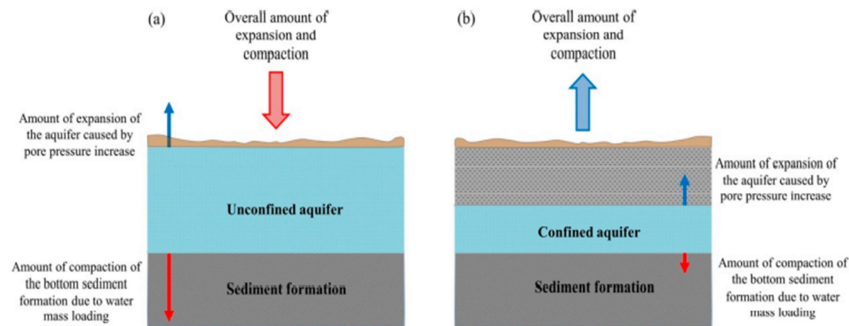 (a)
Overall amount of
expansion and
compaction
Amount of expansion of
the aquifer caused by
pore pressure increase
Unconfined aquifer
Amount of compaction of
the bottom sediment
formation due to water
mass loading
Sediment formation
(b)
Overall amount of
expansion and
compaction
Amount of expansion of
the aquifer caused by
pore pressure increase
Confined aquifer
Amount of compaction of
the bottom sediment
formation due to water
mass loading
Sediment formation